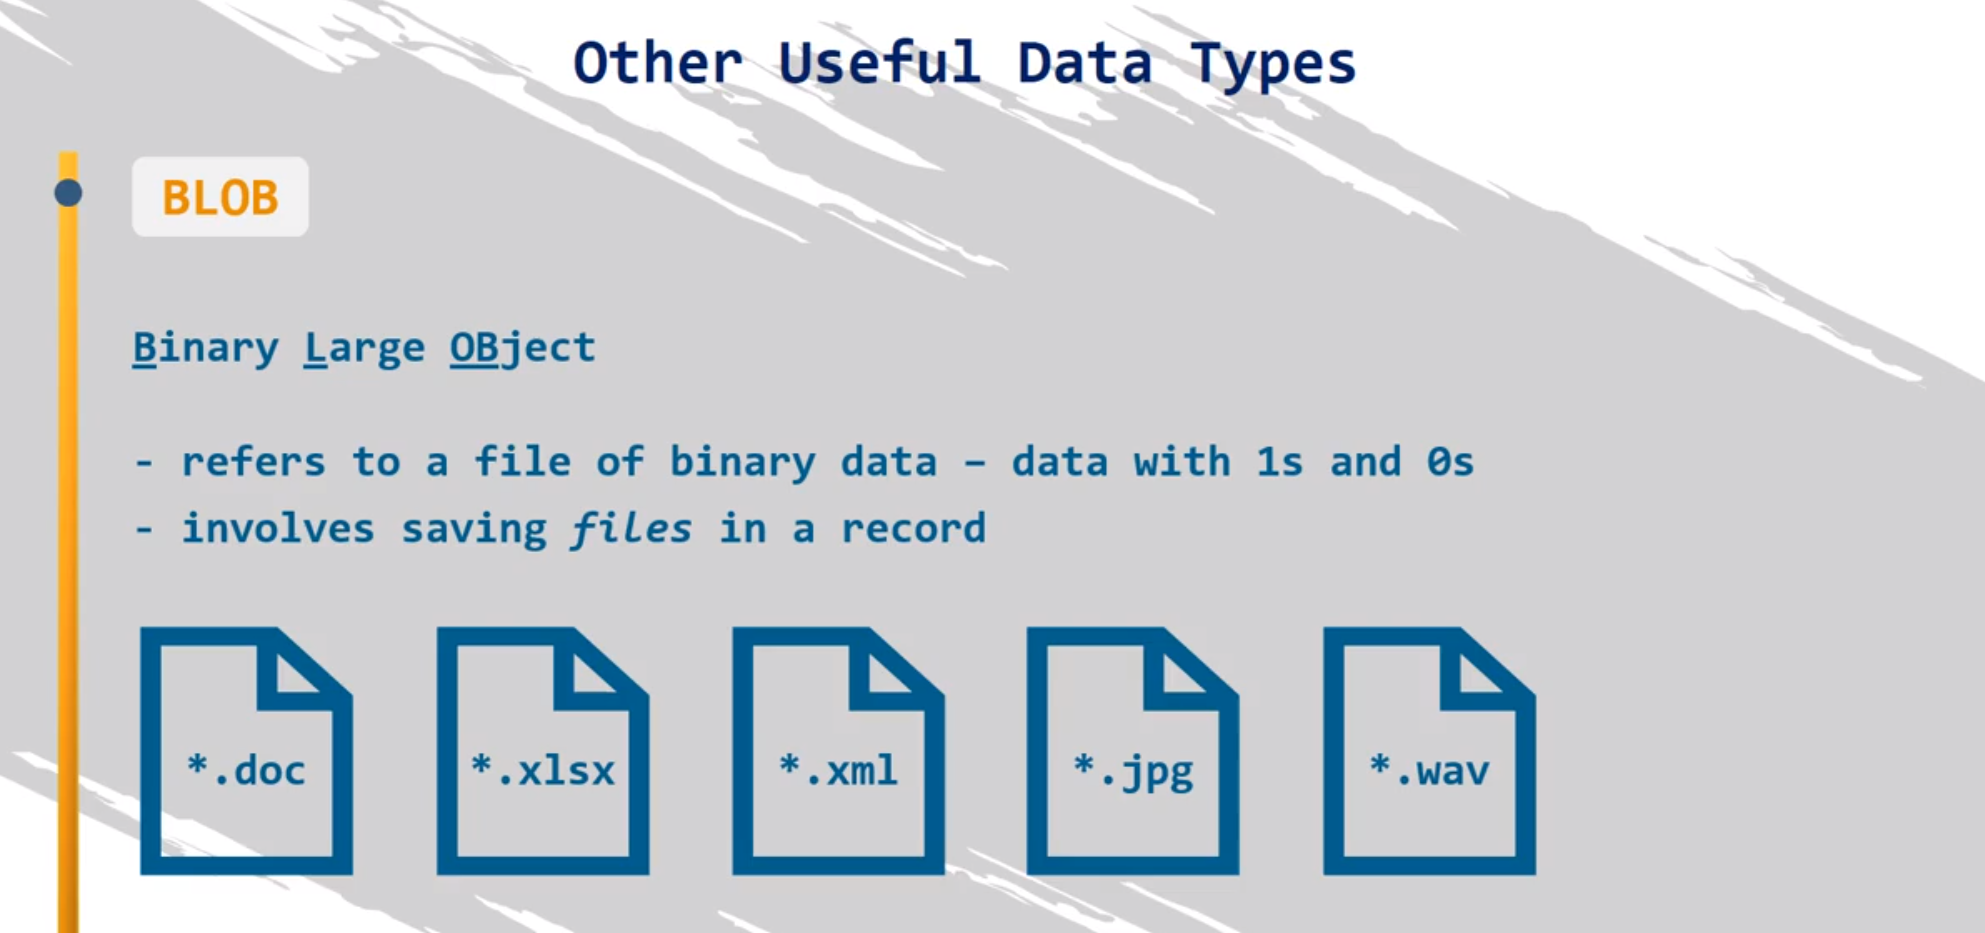 Other Useful Data Types
BLOB
Binary Large OBject
- refers to a file of binary data – data with 1s and 0s
- involves saving files in a record
*.doc
*.xlsx
*.xml
*.jpg
*.wav